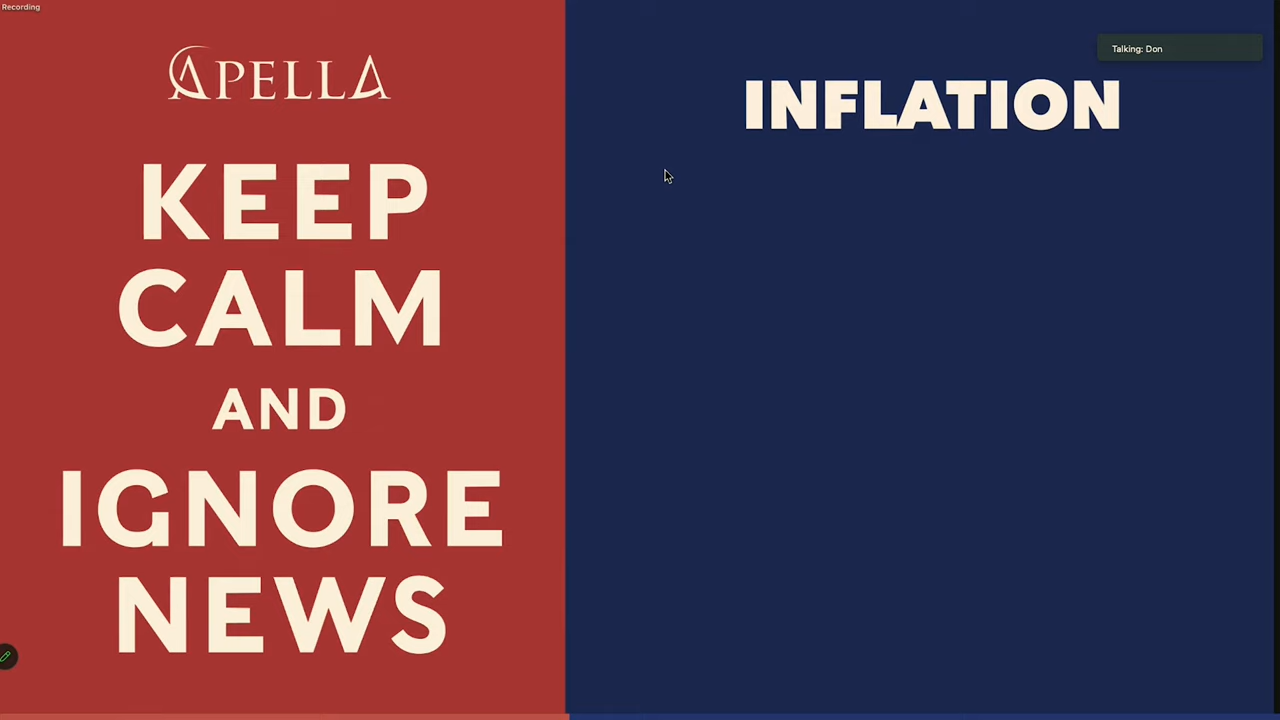 Recording
APELLA
KEEP
CALM
AND
IGNORE
NEWS
Talking: Don
INFLATION